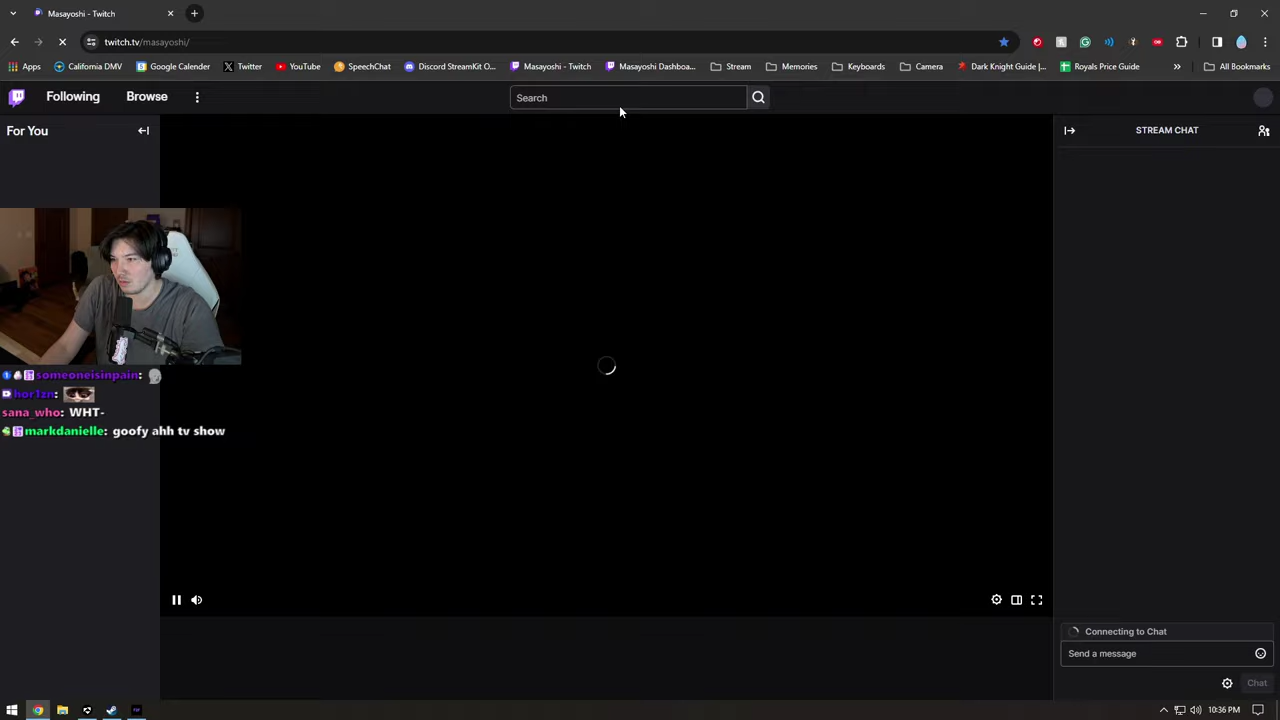 Masayoshi - Twitch
twitch.tv/masayoshi/
Apps
California DMV
Google Calender
Twitter
YouTube
SpeechChat
Discord StreamKit O...
Masayoshi - Twitch
Masayoshi Dashboa...
Stream
Memories
Keyboards
Camera
Dark Knight Guide |...
Royals Price Guide
»
All Bookmarks
Following
Browse
Search
For You
STREAM CHAT
someoneisinpain:
hor1zn:
sana_who: WHT-
markdanielle: goofy ahh tv show
Connecting to Chat
Send a message
Chat
10:36 PM